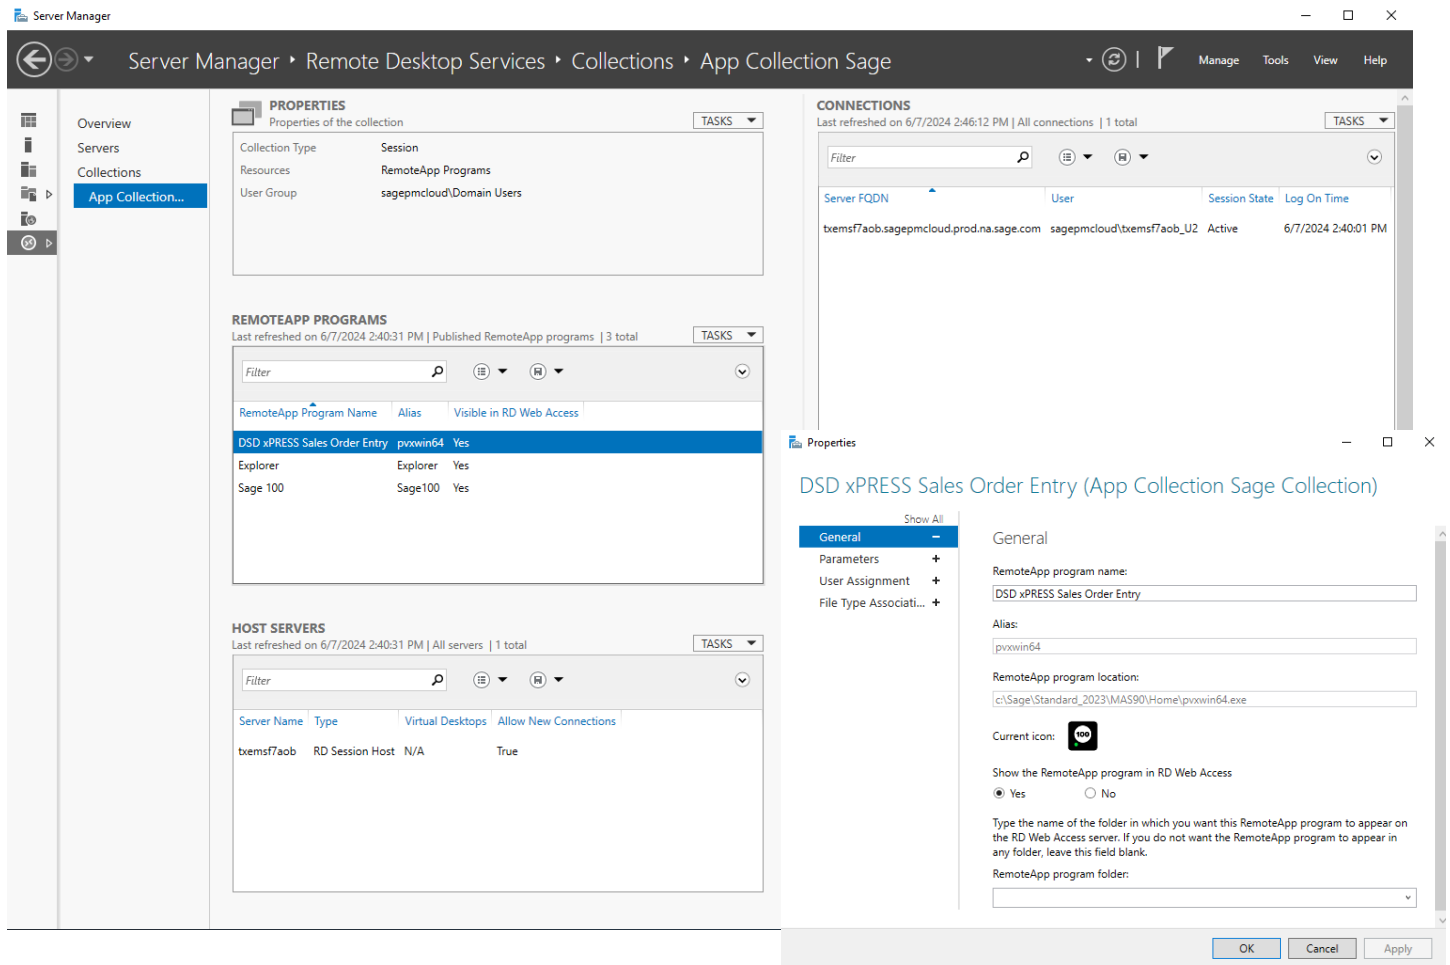 Server Manager
Server Manager ‣ Remote Desktop Services ‣ Collections ‣ App Collection Sage
Manage Tools View Help
Overview
Servers
Collections
App Collection...
PROPERTIES
Properties of the collection
TASKS
Collection Type Session
Resources RemoteApp Programs
User Group sagepmcloud\Domain Users
REMOTEAPP PROGRAMS
Last refreshed on 6/7/2024 2:40:31 PM | Published RemoteApp programs | 3 total
TASKS
Filter
RemoteApp Program Name Alias Visible in RD Web Access
DSD xPRESS Sales Order Entry pvxwin64 Yes
Explorer Explorer Yes
Sage 100 Sage100 Yes
HOST SERVERS
Last refreshed on 6/7/2024 2:40:31 PM | All servers | 1 total
TASKS
Filter
Server Name Type Virtual Desktops Allow New Connections
txemsf7aob RD Session Host N/A True
CONNECTIONS
Last refreshed on 6/7/2024 2:46:12 PM | All connections | 1 total
TASKS
Filter
Server FQDN User Session State Log On Time
txemsf7aob.sagepmcloud.prod.na.sage.com sagepmcloud\txemsf7aob_U2 Active 6/7/2024 2:40:01 PM
Properties
DSD xPRESS Sales Order Entry (App Collection Sage Collection)
Show All
General –
Parameters +
User Assignment +
File Type Associati... +
General
RemoteApp program name:
DSD xPRESS Sales Order Entry
Alias:
pvxwin64
RemoteApp program location:
c:\Sage\Standard_2023\MAS90\Home\pvxwin64.exe
Current icon: 100
Show the RemoteApp program in RD Web Access
Yes No
Type the name of the folder in which you want this RemoteApp program to appear on
the RD Web Access server. If you do not want the RemoteApp program to appear in
any folder, leave this field blank.
RemoteApp program folder:
OK Cancel Apply